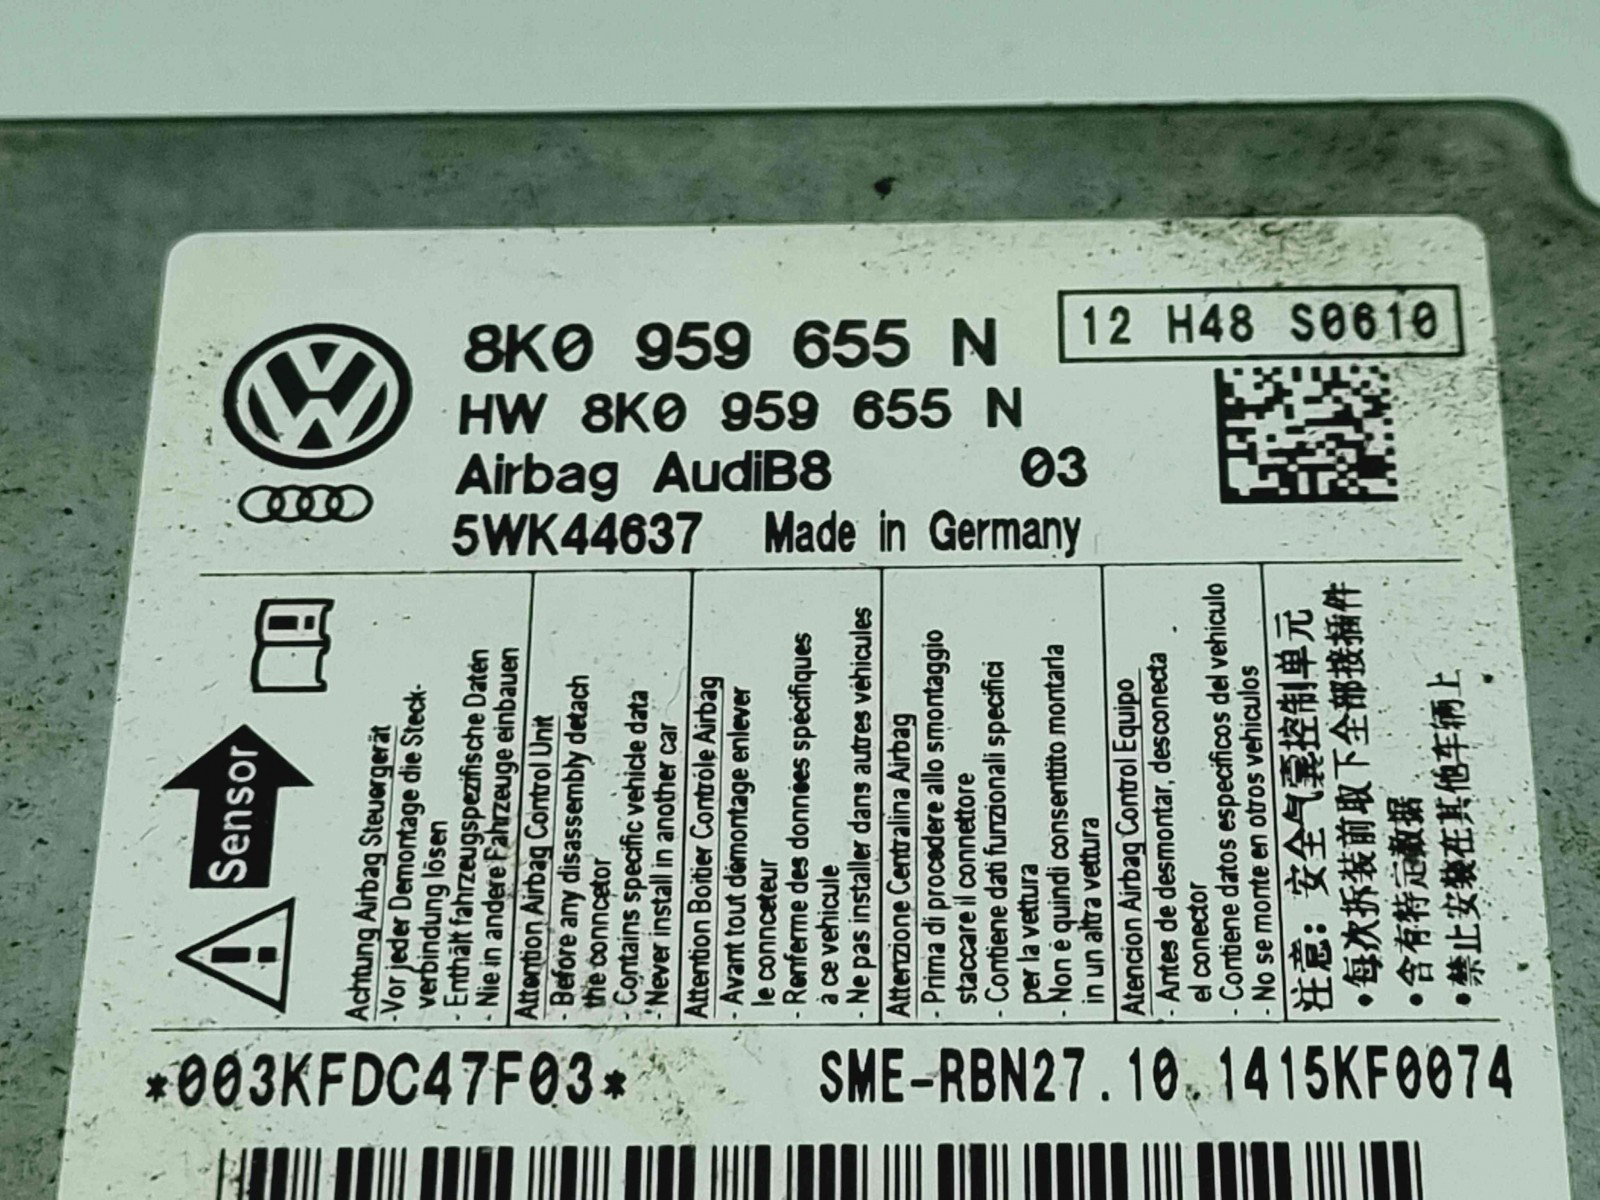 8K0 959 655 N
12 H48 S0610
HW 8K0 959 655 N
Airbag AudiB8 03
5WK44637 Made in Germany
Sensor
Achtung Airbag Steuergerät
- Vor jeder Demontage die Steck-
verbindung lösen
- Enthält fahrzeugspezifische Daten
- Nie in andere Fahrzeuge einbauen
Attention Airbag Control Unit
- Before any disassembly detach
the conncetor
- Contains specific vehicle data
- Never install in another car
Attention Boitier Contrôle Airbag
- Avant tout démontage enlever
le connceteur
- Renferme des données spécifiques
à ce véhicule
- Ne pas installer dans autres véhicules
Attenzione Centralina Airbag
- Prima di procedere allo smontaggio
staccare il connettore
- Contiene dati funzionali specifici
per la vettura
- Non è quindi consentito montarla
in un altra vettura
Atencion Airbag Control Equipo
- Antes de desmontar, desconecta
el conector
- Contiene datos especificos del vehiculo
- No se monte en otros vehiculos
注意: 安全气囊控制单元
•每次拆装前取下全部接插件
•含有特定数据
•禁止安装在其他车辆上
*003KFDC47F03*
SME-RBN27.10 1415KF0074